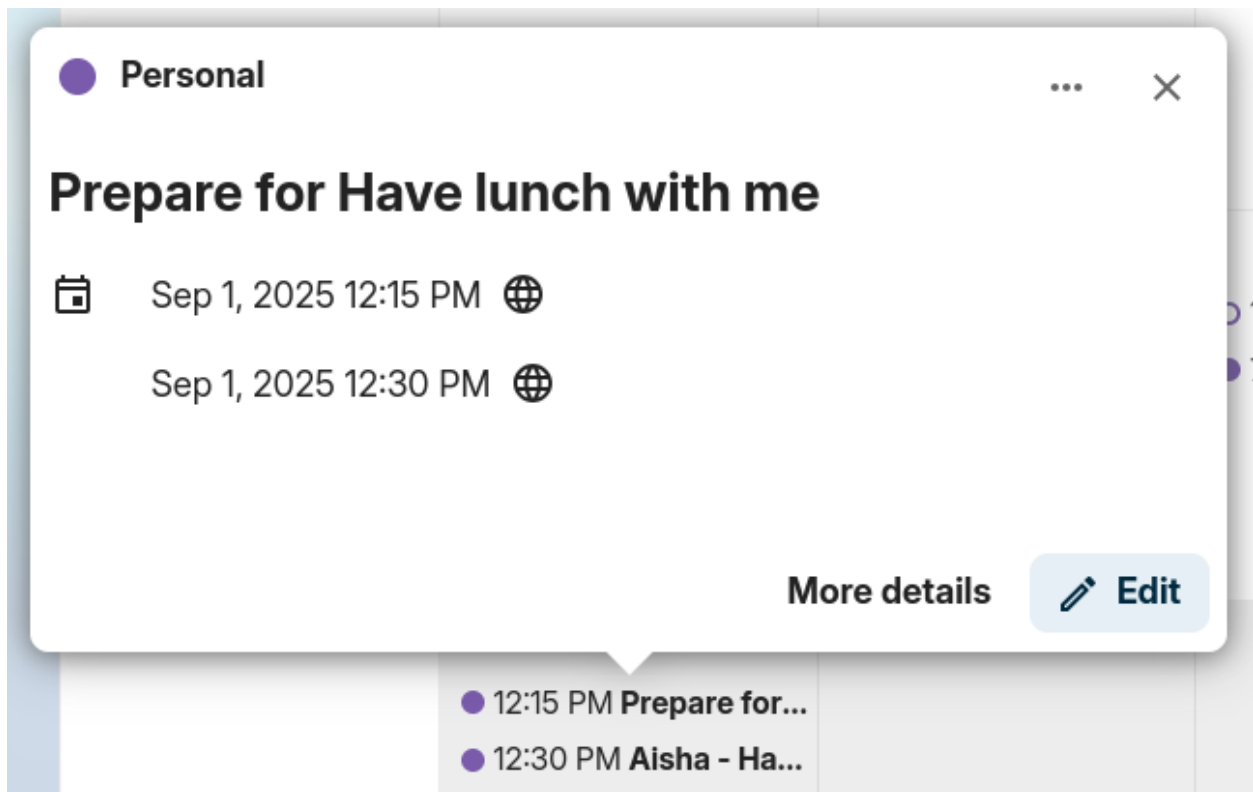 Personal
Prepare for Have lunch with me
Sep 1, 2025 12:15 PM
Sep 1, 2025 12:30 PM
More details
Edit
12:15 PM Prepare for...
12:30 PM Aisha - Ha...